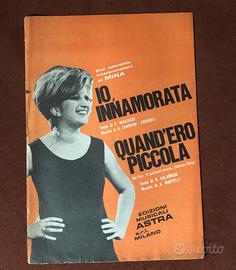 Due splendide
interpretazioni
di MINA
IO,
INNAMORATA
Testo di F. MIGLIACCI
Musica di B. ZAMBRINI
QUAND'ERO
PICCOLA
Testo di G. CALABRESE
Musica di A. MARTELLI
EDIZIONI
MUSICALI
ASTRA
s.r.l.
MILANO
subito